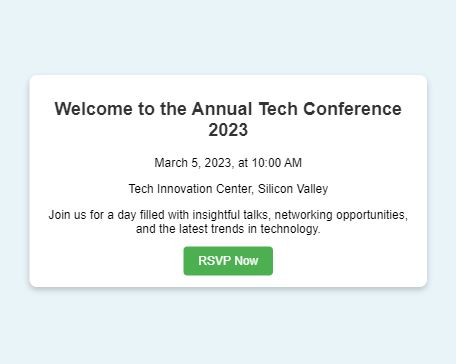 Welcome to the Annual Tech Conference
2023
March 5, 2023, at 10:00 AM
Tech Innovation Center, Silicon Valley
Join us for a day filled with insightful talks, networking opportunities,
and the latest trends in technology.
RSVP Now